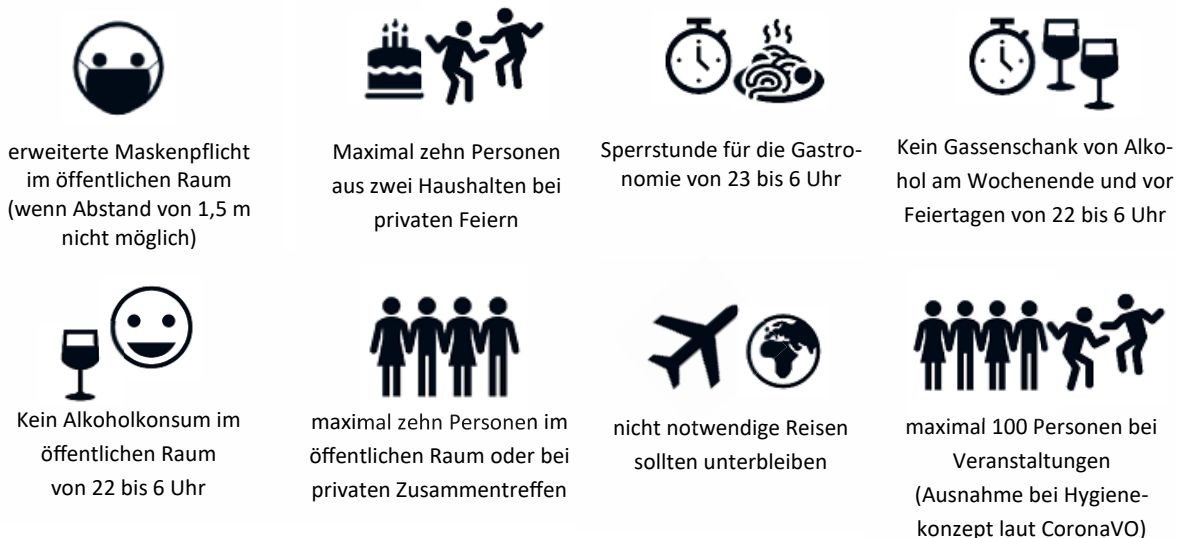 erweiterte Maskenpflicht
im öffentlichen Raum
(wenn Abstand von 1,5 m
nicht möglich)
Maximal zehn Personen
aus zwei Haushalten bei
privaten Feiern
Sperrstunde für die Gastro-
nomie von 23 bis 6 Uhr
Kein Gassenschank von Alko-
hol am Wochenende und vor
Feiertagen von 22 bis 6 Uhr
Kein Alkoholkonsum im
öffentlichen Raum
von 22 bis 6 Uhr
maximal zehn Personen im
öffentlichen Raum oder bei
privaten Zusammentreffen
nicht notwendige Reisen
sollten unterbleiben
maximal 100 Personen bei
Veranstaltungen
(Ausnahme bei Hygiene-
konzept laut CoronaVO)